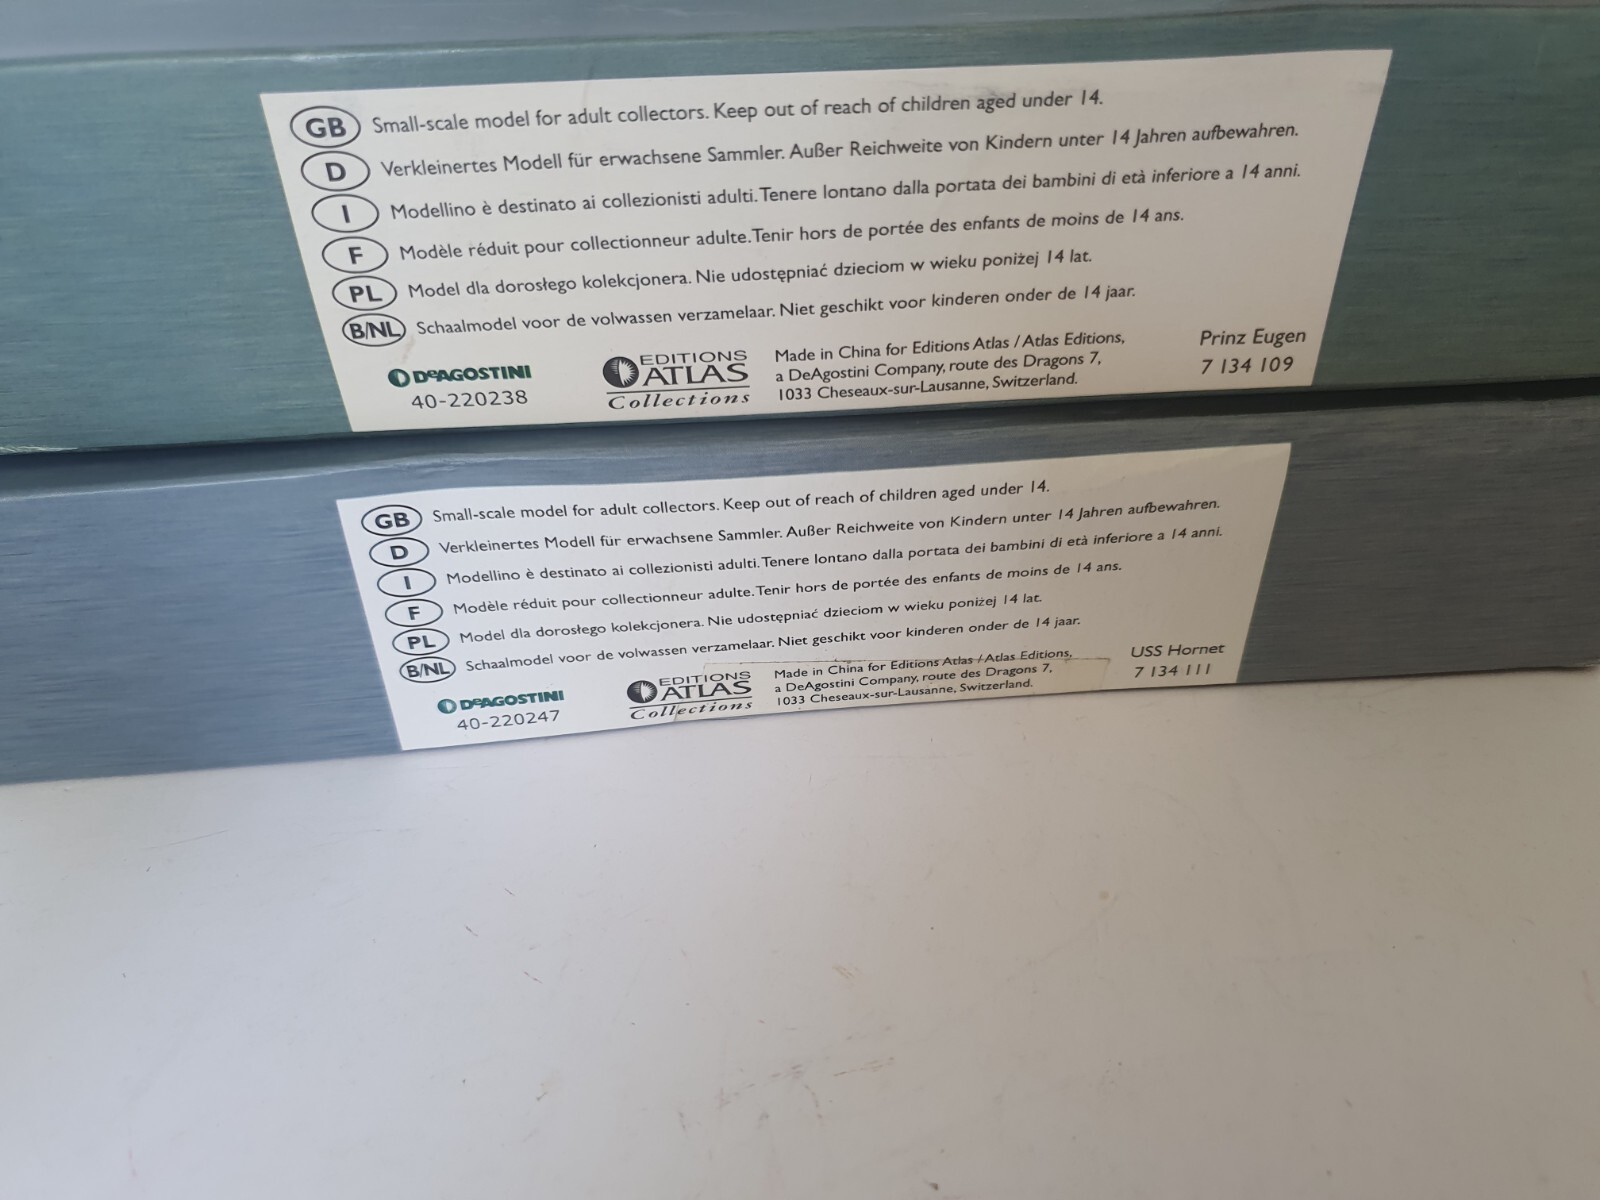 GB Small-scale model for adult collectors. Keep out of reach of children aged under 14.
D Verkleinertes Modell für erwachsene Sammler. Außer Reichweite von Kindern unter 14 Jahren aufbewahren.
I Modellino è destinato ai collezionisti adulti. Tenere lontano dalla portata dei bambini di età inferiore a 14 anni.
F Modèle réduit pour collectionneur adulte. Tenir hors de portée des enfants de moins de 14 ans.
PL Model dla dorosłego kolekcjonera. Nie udostępniać dzieciom w wieku poniżej 14 lat.
B/NL Schaalmodel voor de volwassen verzamelaar. Niet geschikt voor kinderen onder de 14 jaar.
DeAGOSTINI
40-220238
EDITIONS
ATLAS
Collections
Made in China for Editions Atlas / Atlas Editions,
a DeAgostini Company, route des Dragons 7,
1033 Cheseaux-sur-Lausanne, Switzerland.
Prinz Eugen
7 134 109
GB Small-scale model for adult collectors. Keep out of reach of children aged under 14.
D Verkleinertes Modell für erwachsene Sammler. Außer Reichweite von Kindern unter 14 Jahren aufbewahren.
I Modellino è destinato ai collezionisti adulti. Tenere lontano dalla portata dei bambini di età inferiore a 14 anni.
F Modèle réduit pour collectionneur adulte. Tenir hors de portée des enfants de moins de 14 ans.
PL Model dla dorosłego kolekcjonera. Nie udostępniać dzieciom w wieku poniżej 14 lat.
B/NL Schaalmodel voor de volwassen verzamelaar. Niet geschikt voor kinderen onder de 14 jaar.
DeAGOSTINI
40-220247
EDITIONS
ATLAS
Collections
Made in China for Editions Atlas / Atlas Editions,
a DeAgostini Company, route des Dragons 7,
1033 Cheseaux-sur-Lausanne, Switzerland.
USS Hornet
7 134 111